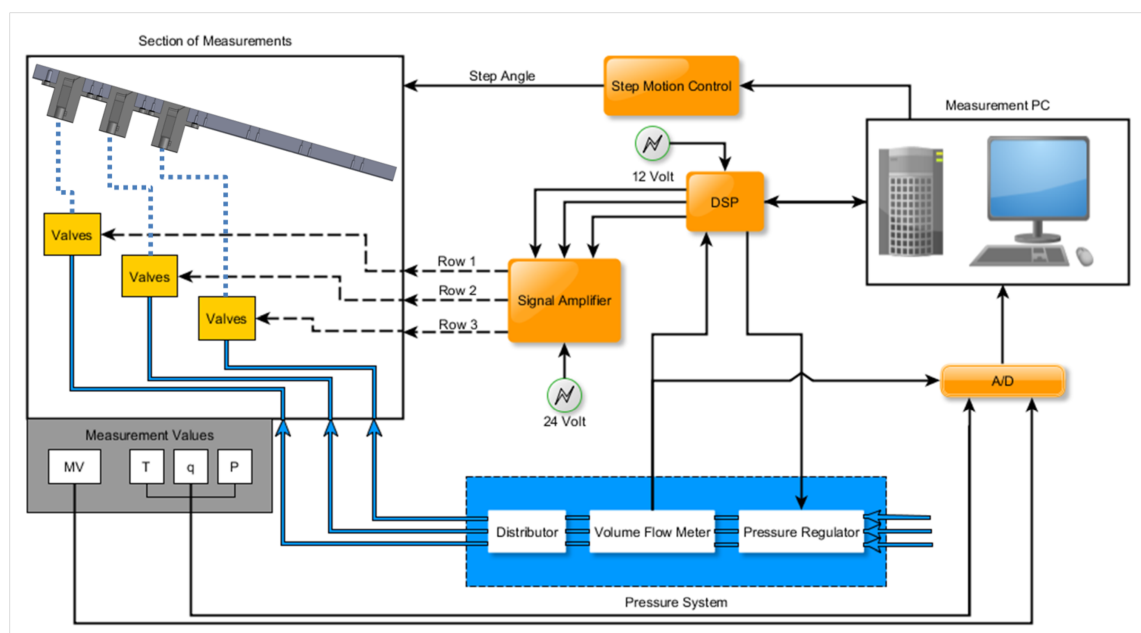 Section of Measurements
Step Angle
Step Motion Control
Measurement PC
12 Volt
DSP
Valves
Valves
Valves
Row 1
Row 2
Row 3
Signal Amplifier
24 Volt
A/D
Measurement Values
MV
T
q
P
Distributor
Volume Flow Meter
Pressure Regulator
Pressure System